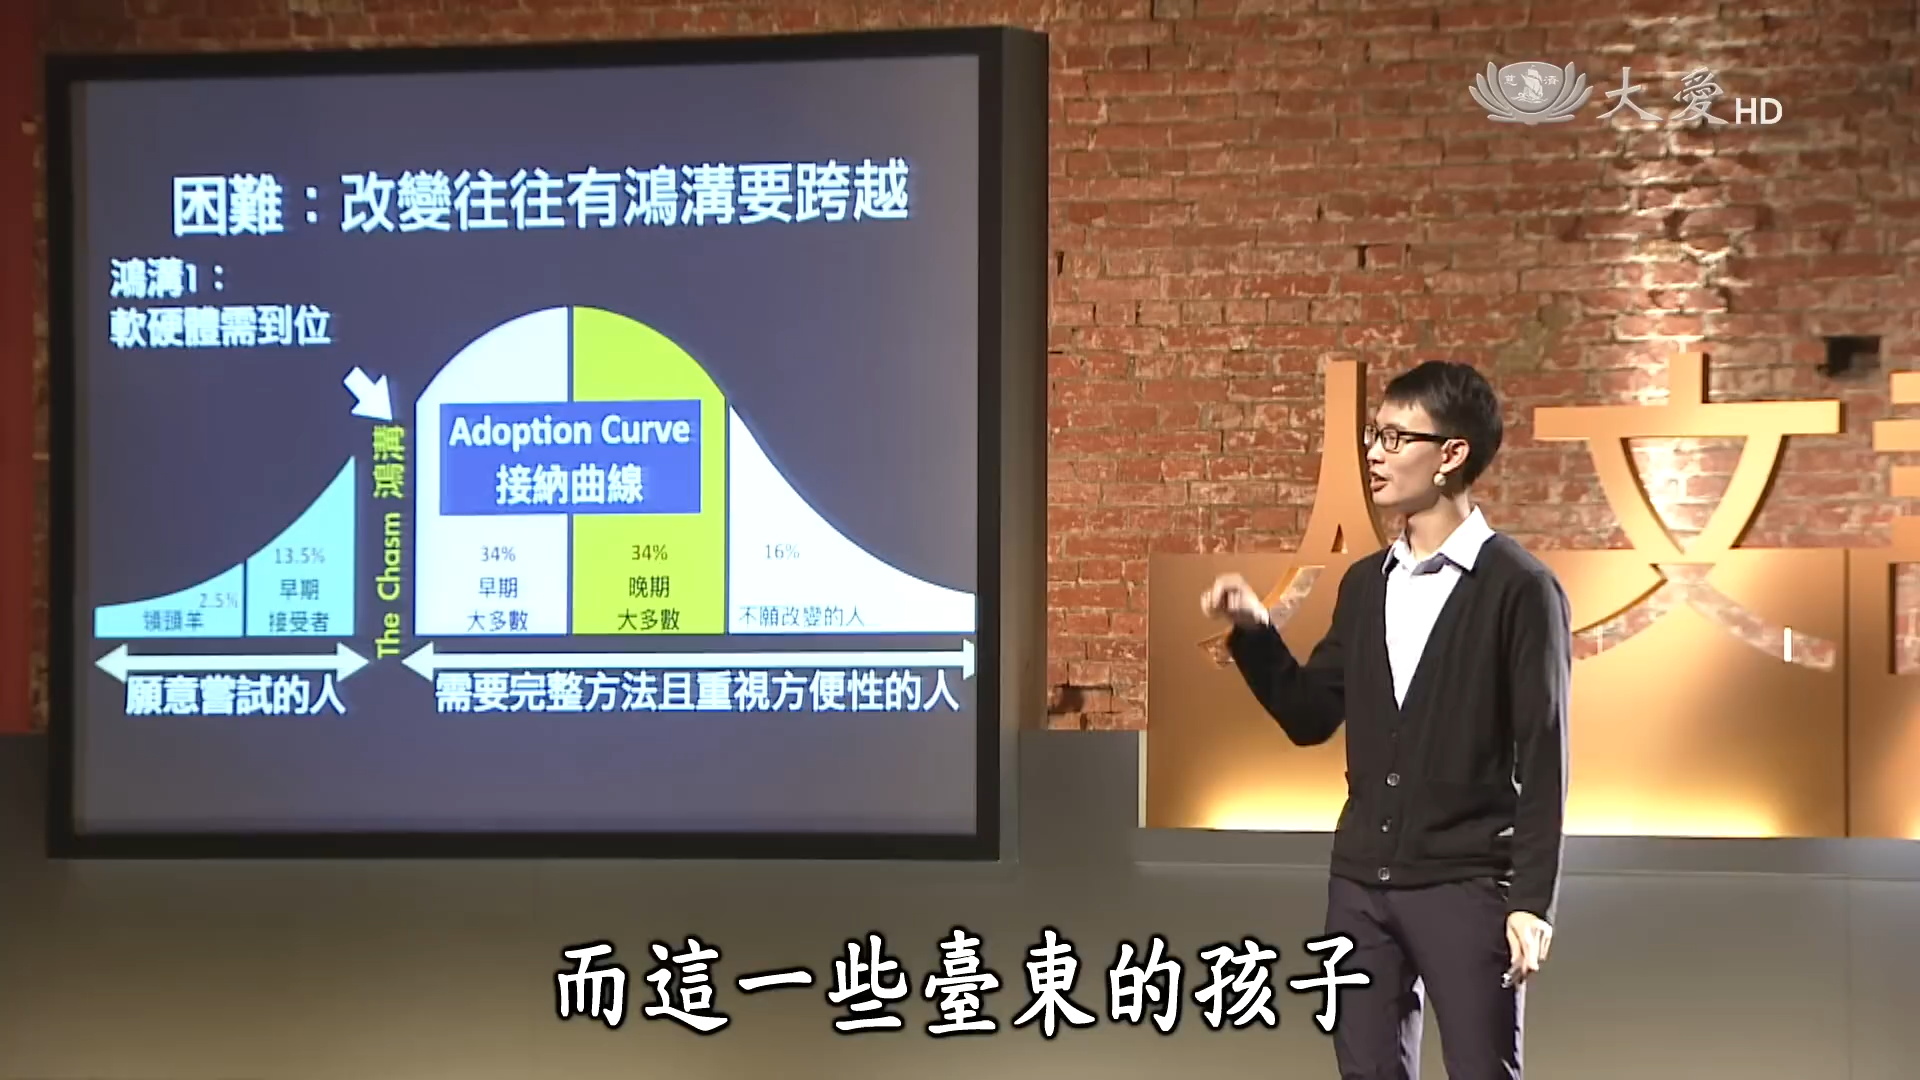 困難：改變往往有鴻溝要跨越
鴻溝1：
軟硬體需到位
The Chasm 鴻溝
Adoption Curve
接納曲線
2.5%
領頭羊
13.5%
早期
接受者
34%
早期
大多數
34%
晚期
大多數
16%
不願改變的人
願意嘗試的人
需要完整方法且重視方便性的人
大愛HD
人文
而這一些臺東的孩子